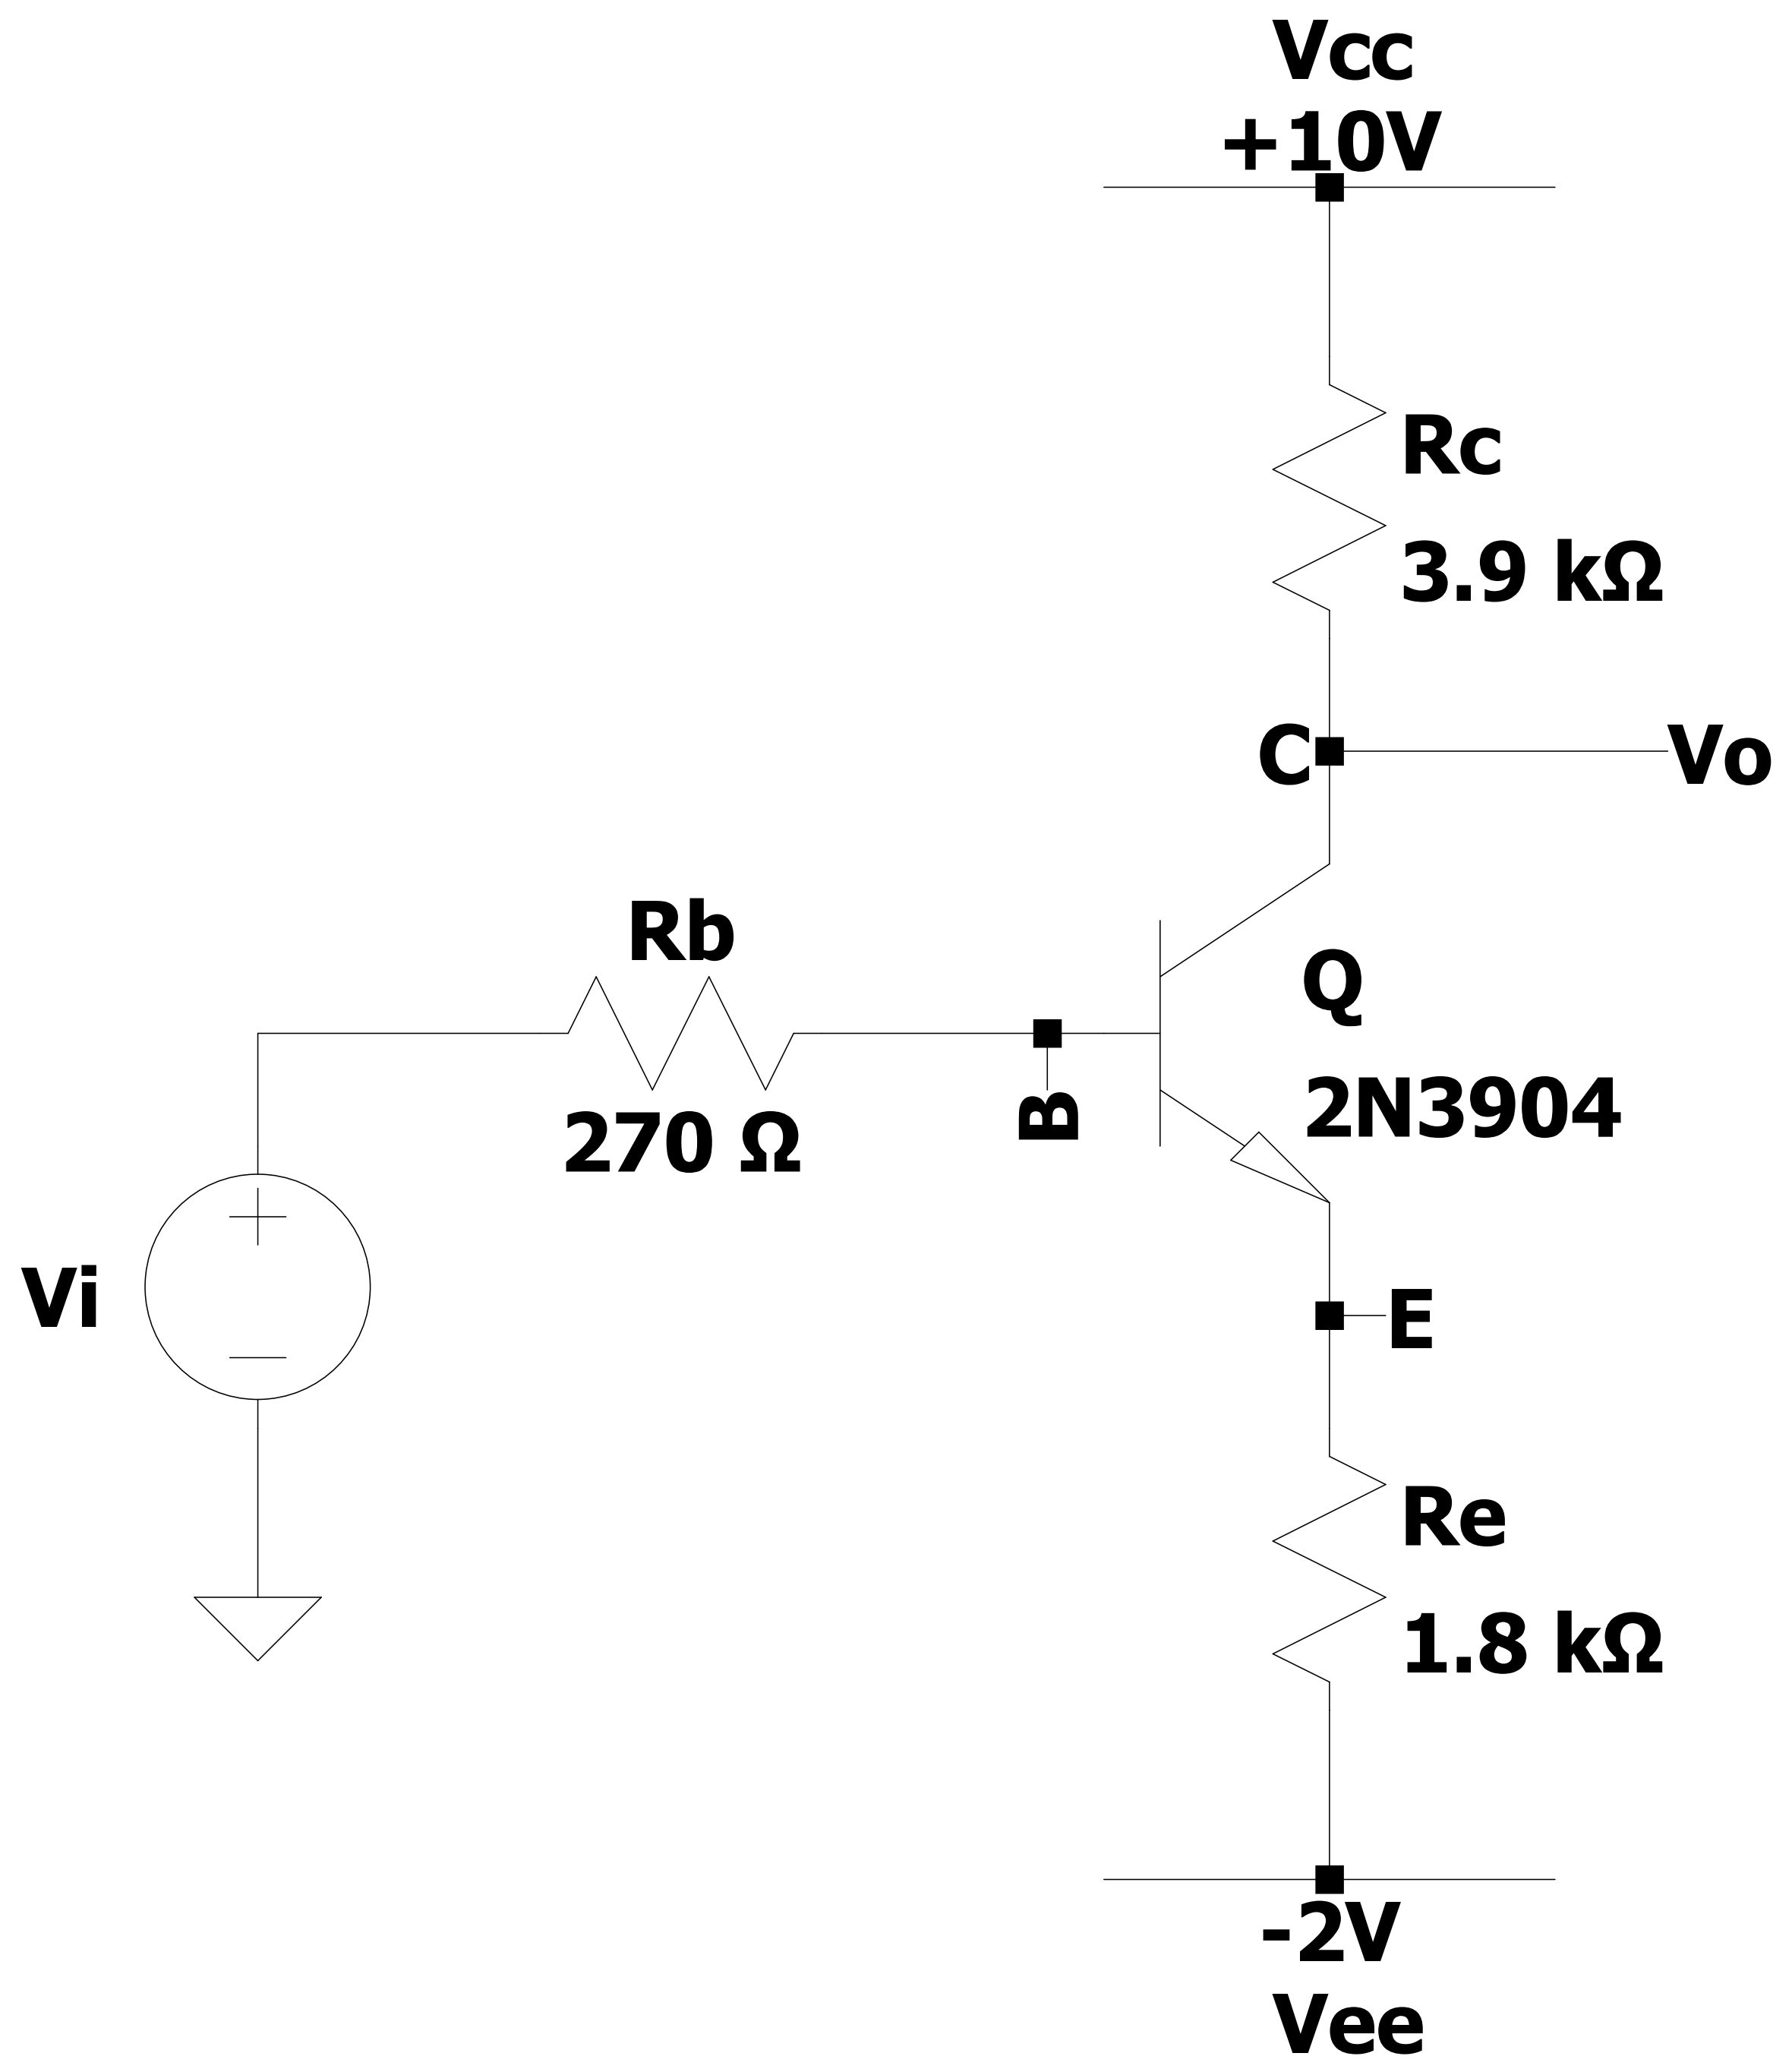 Vcc
+10V
Rc
3.9 kΩ
C
Vo
Rb
270 Ω
B
Q
2N3904
Vi
+
−
E
Re
1.8 kΩ
-2V
Vee